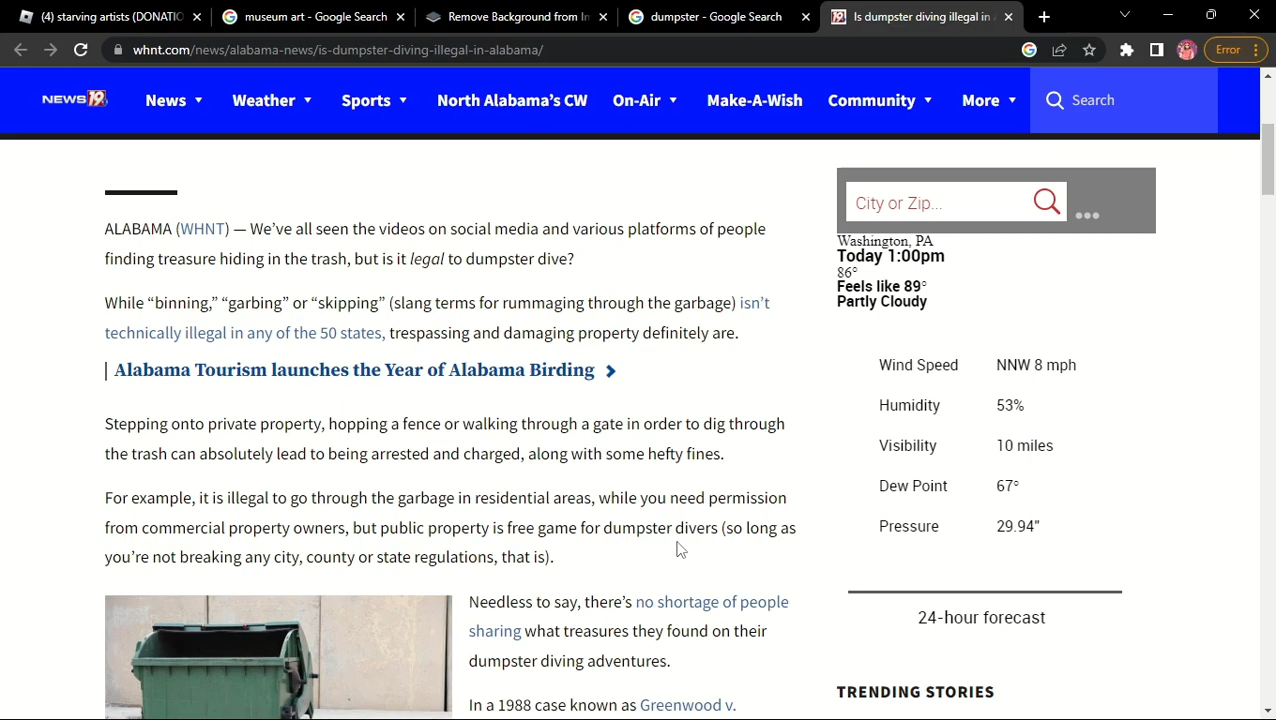 (4) starving artists (DONATIO
museum art - Google Search
Remove Background from In
dumpster - Google Search
Is dumpster diving illegal in A
whnt.com/news/alabama-news/is-dumpster-diving-illegal-in-alabama/
Error
NEWS 19
News
Weather
Sports
North Alabama's CW
On-Air
Make-A-Wish
Community
More
Search
ALABAMA (WHNT) — We've all seen the videos on social media and various platforms of people
finding treasure hiding in the trash, but is it legal to dumpster dive?
While “binning,” “garbing” or “skipping” (slang terms for rummaging through the garbage) isn't
technically illegal in any of the 50 states, trespassing and damaging property definitely are.
Alabama Tourism launches the Year of Alabama Birding
Stepping onto private property, hopping a fence or walking through a gate in order to dig through
the trash can absolutely lead to being arrested and charged, along with some hefty fines.
For example, it is illegal to go through the garbage in residential areas, while you need permission
from commercial property owners, but public property is free game for dumpster divers (so long as
you're not breaking any city, county or state regulations, that is).
Needless to say, there's no shortage of people
sharing what treasures they found on their
dumpster diving adventures.
In a 1988 case known as Greenwood v.
City or Zip...
Washington, PA
Today 1:00pm
86°
Feels like 89°
Partly Cloudy
Wind Speed NNW 8 mph
Humidity 53%
Visibility 10 miles
Dew Point 67°
Pressure 29.94"
24-hour forecast
TRENDING STORIES